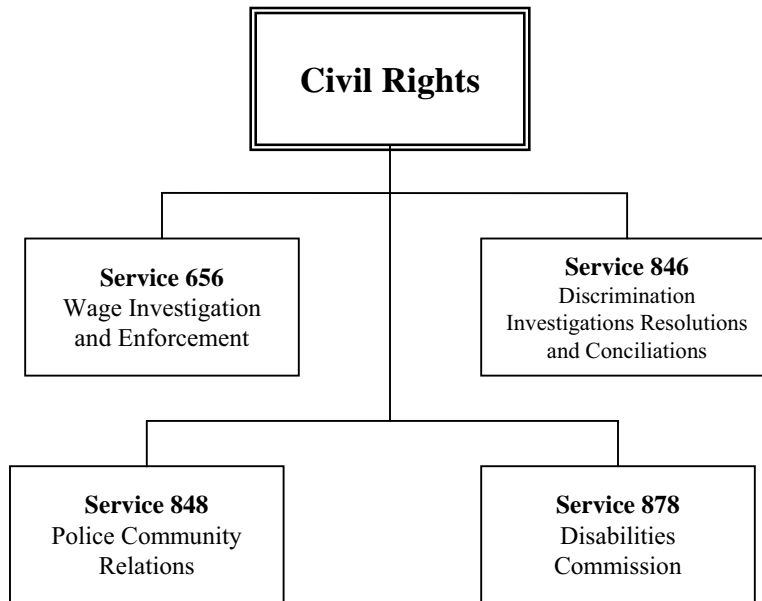 Civil Rights
Service 656
Wage Investigation
and Enforcement
Service 846
Discrimination
Investigations Resolutions
and Conciliations
Service 848
Police Community
Relations
Service 878
Disabilities
Commission